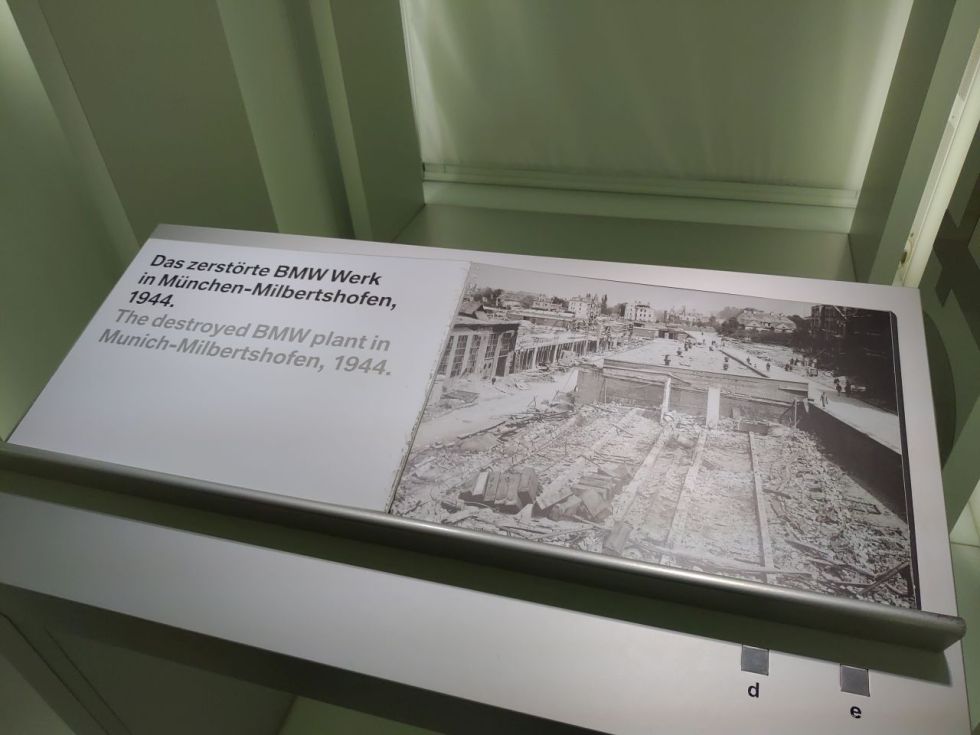 Das zerstörte BMW Werk
in München-Milbertshofen,
1944.
The destroyed BMW plant in
Munich-Milbertshofen, 1944.
d
e